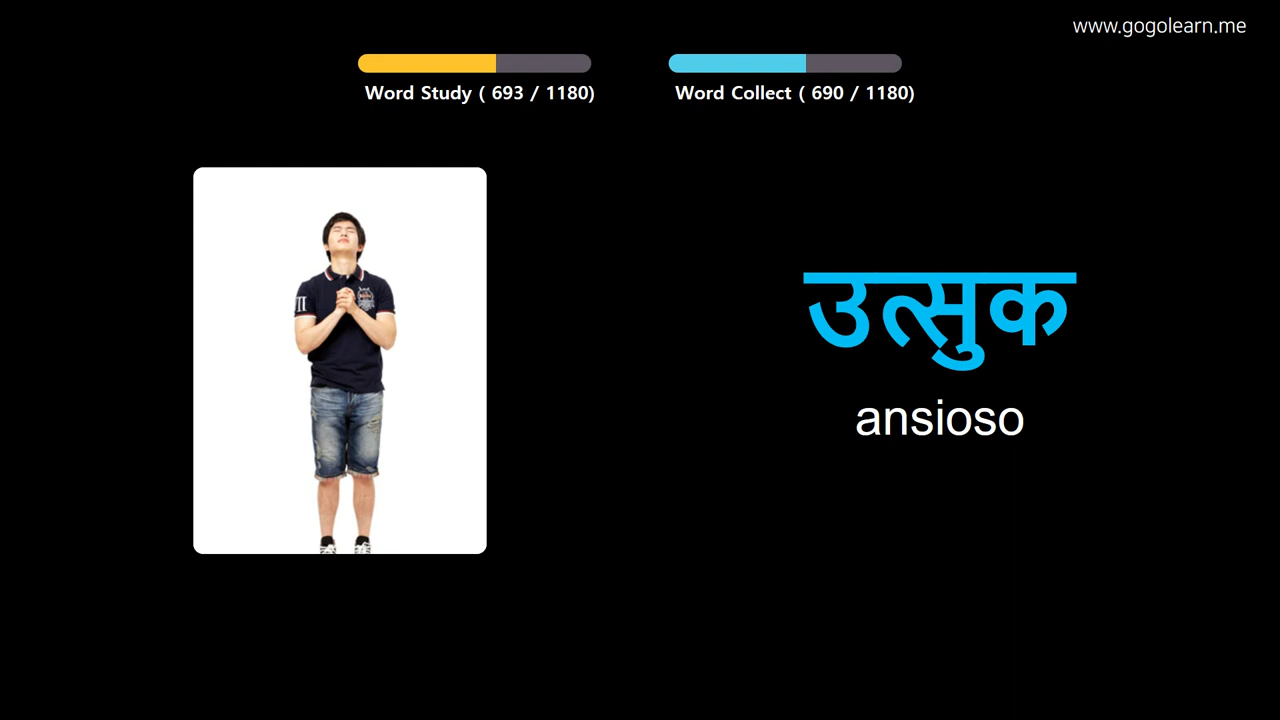 www.gogolearn.me
Word Study ( 693 / 1180)
Word Collect ( 690 / 1180)
उत्सुक
ansioso